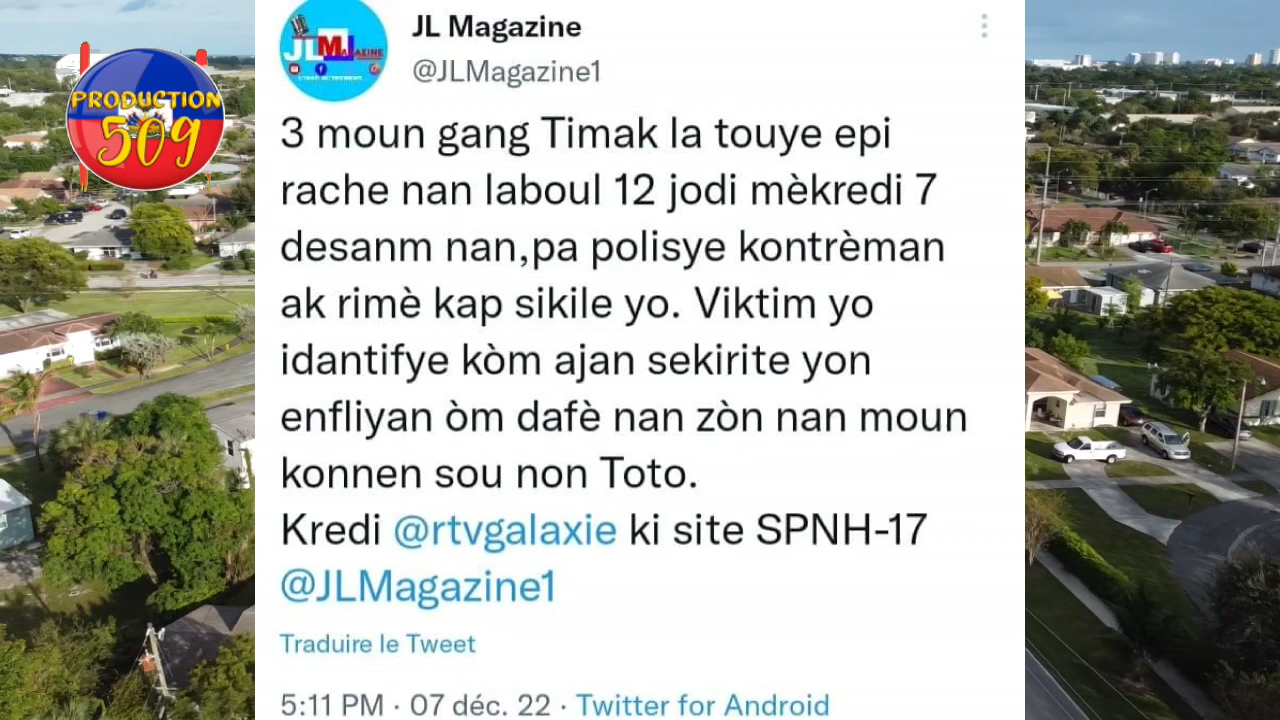 PRODUCTION
509
JL Magazine
@JLMagazine1
3 moun gang Timak la touye epi
rache nan laboul 12 jodi mèkredi 7
desanm nan,pa polisye kontrèman
ak rimè kap sikile yo. Viktim yo
idantifye kòm ajan sekirite yon
enfliyan òm dafè nan zòn nan moun
konnen sou non Toto.
Kredi @rtvgalaxie ki site SPNH-17
@JLMagazine1
Traduire le Tweet
5:11 PM · 07 déc. 22 · Twitter for Android